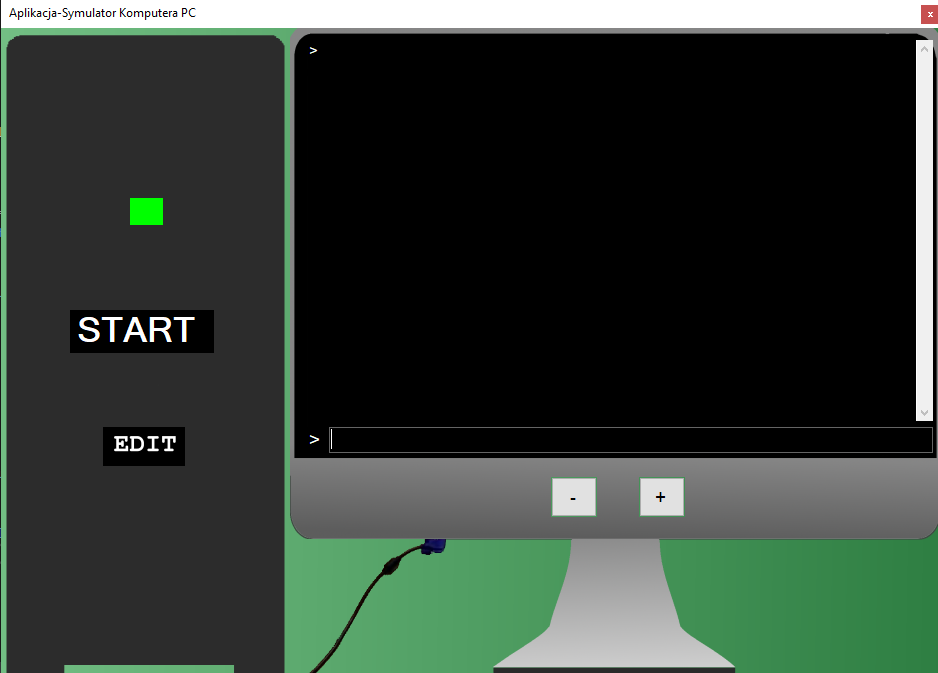 Aplikacja-Symulator Komputera PC
x
>
START
EDIT
>
- +